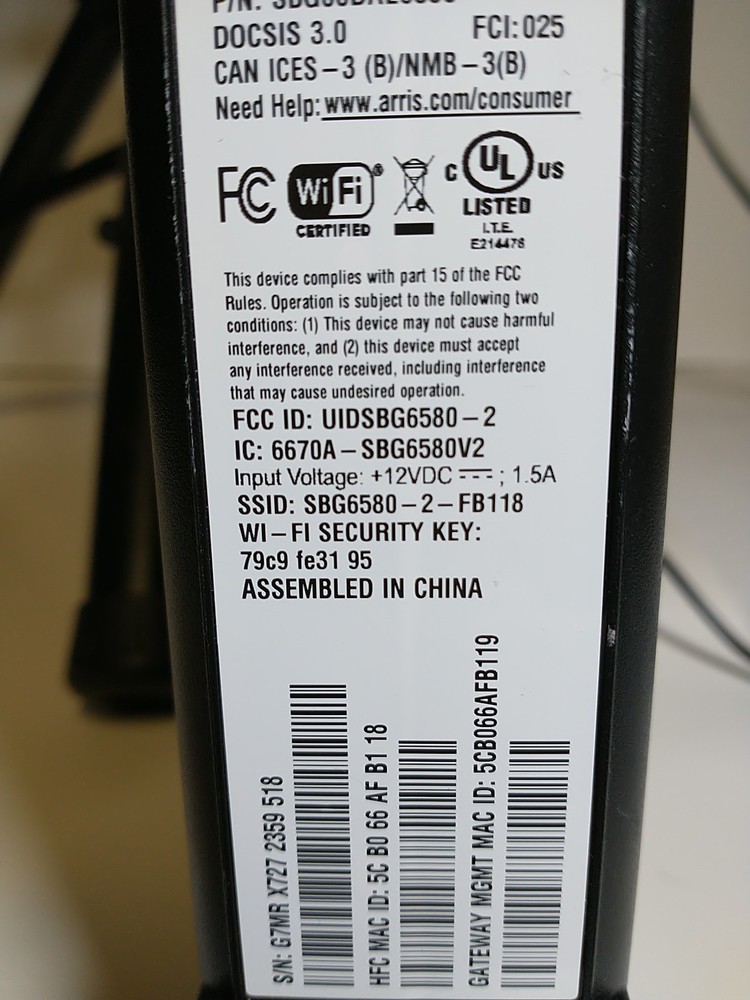 DOCSIS 3.0 FCI:025
CAN ICES-3 (B)/NMB-3(B)
Need Help: www.arris.com/consumer
FC
WiFi®
CERTIFIED
C UL US
LISTED
I.T.E.
E214476
This device complies with part 15 of the FCC
Rules. Operation is subject to the following two
conditions: (1) This device may not cause harmful
interference, and (2) this device must accept
any interference received, including interference
that may cause undesired operation.
FCC ID: UIDSBG6580-2
IC: 6670A-SBG6580V2
Input Voltage: +12VDC ⎓; 1.5A
SSID: SBG6580-2-FB118
WI-FI SECURITY KEY:
79c9 fe31 95
ASSEMBLED IN CHINA
S/N: G7MR X727 2359 518
HFC MAC ID: 5C B0 66 AF B1 18
GATEWAY MGMT MAC ID: 5CB066AFB119